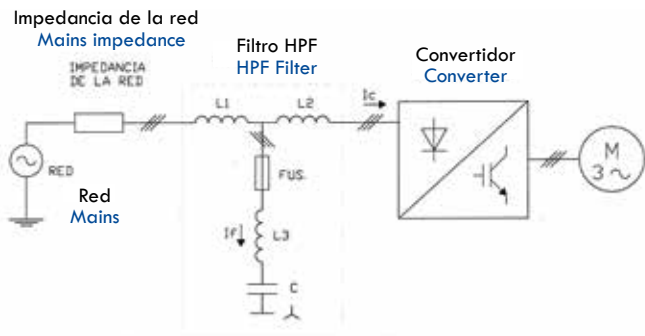 Impedancia de la red
Mains impedance
IMPEDANCIA
DE LA RED
Filtro HPF
HPF Filter
Convertidor
Converter
L1
L2
Ic
RED
Red
Mains
FUS.
If
L3
C
M
3